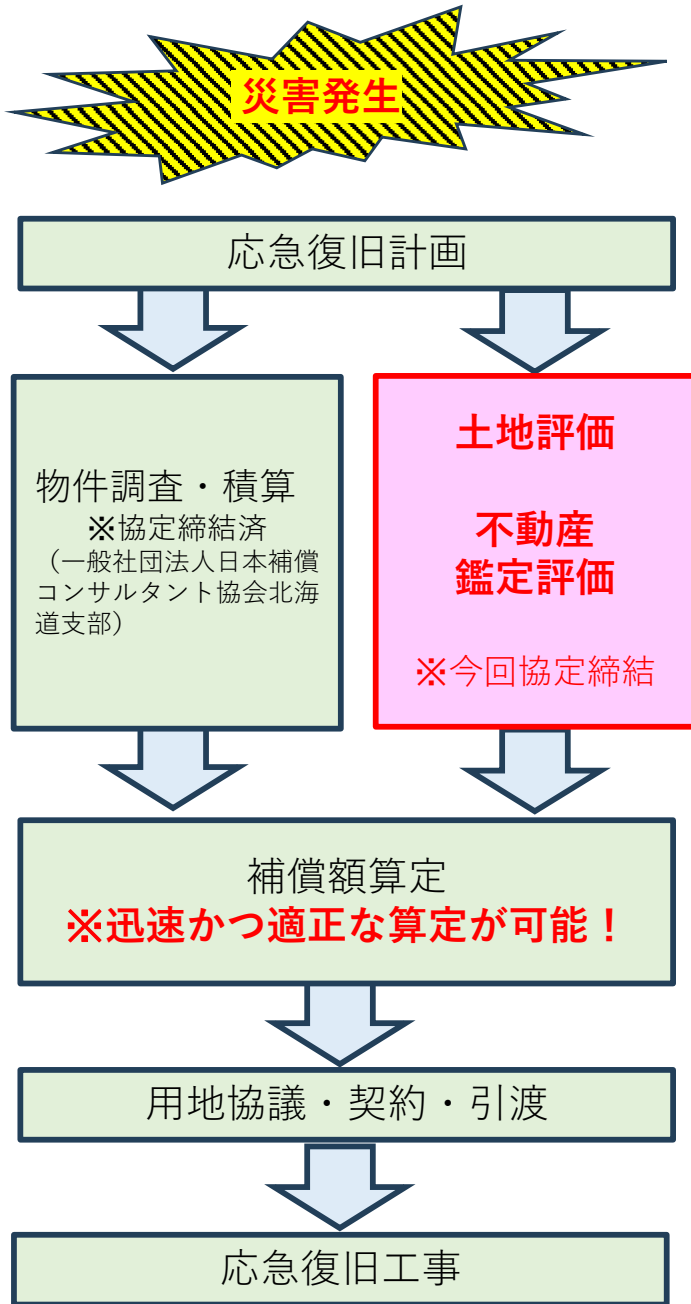 災害発生
応急復旧計画
物件調査・積算
※協定締結済
（一般社団法人日本補償
コンサルタント協会北海
道支部）
土地評価
不動産
鑑定評価
※今回協定締結
補償額算定
※迅速かつ適正な算定が可能！
用地協議・契約・引渡
応急復旧工事